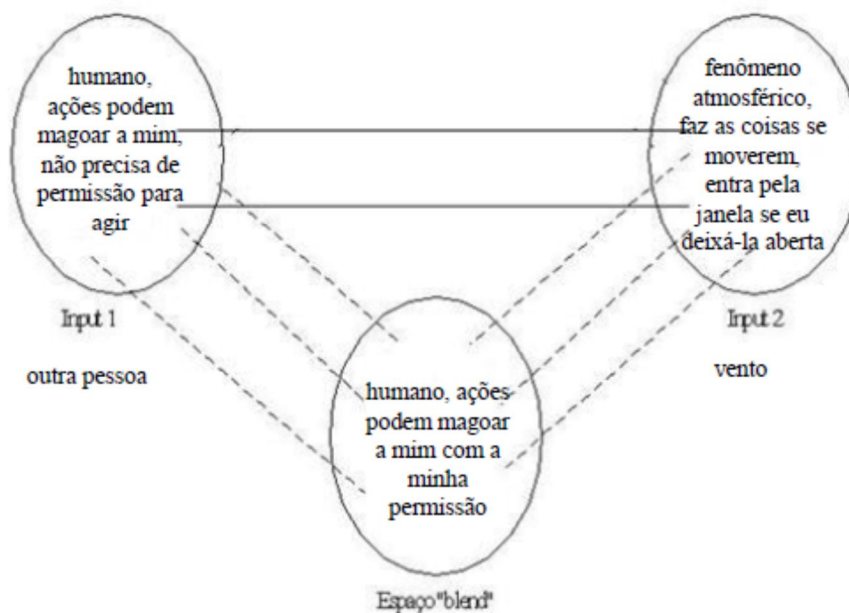 humano,
ações podem
magoar a mim,
não precisa de
permissão para
agir
Input 1
outra pessoa
fenômeno
atmosférico,
faz as coisas se
moverem,
entra pela
janela se eu
deixá-la aberta
Input 2
vento
humano, ações
podem magoar
a mim com a
minha
permissão
Espaço"blend"